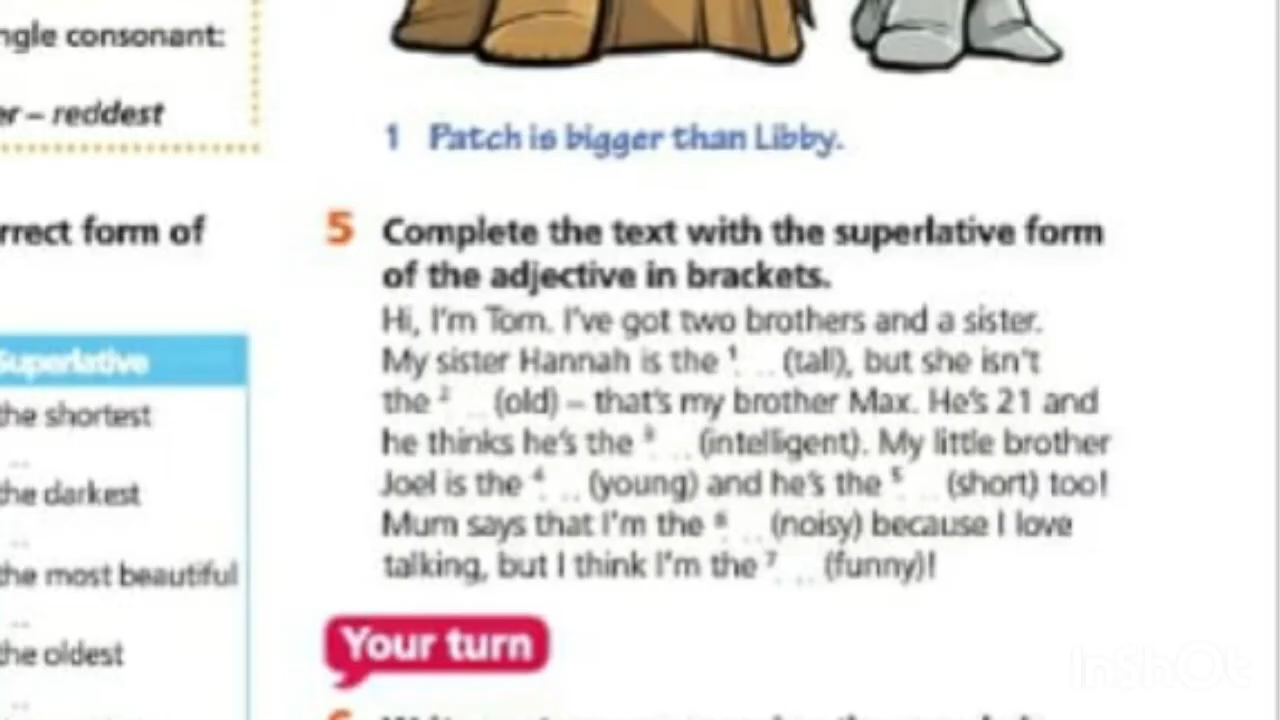 ngle consonant:
er – reddest
1 Patch is bigger than Libby.
rrect form of
Superlative
the shortest
..
the darkest
..
the most beautiful
..
the oldest
..
5 Complete the text with the superlative form
of the adjective in brackets.
Hi, I'm Tom. I've got two brothers and a sister.
My sister Hannah is the 1 .. (tall), but she isn't
the 2 .. (old) – that's my brother Max. He's 21 and
he thinks he's the 3 .. (intelligent). My little brother
Joel is the 4 .. (young) and he's the 5 .. (short) too!
Mum says that I'm the 6 .. (noisy) because I love
talking, but I think I'm the 7 .. (funny)!
Your turn
InShOt